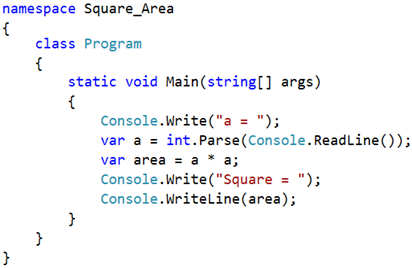 namespace Square_Area
{
    class Program
    {
        static void Main(string[] args)
        {
            Console.Write("a = ");
            var a = int.Parse(Console.ReadLine());
            var area = a * a;
            Console.Write("Square = ");
            Console.WriteLine(area);
        }
    }
}